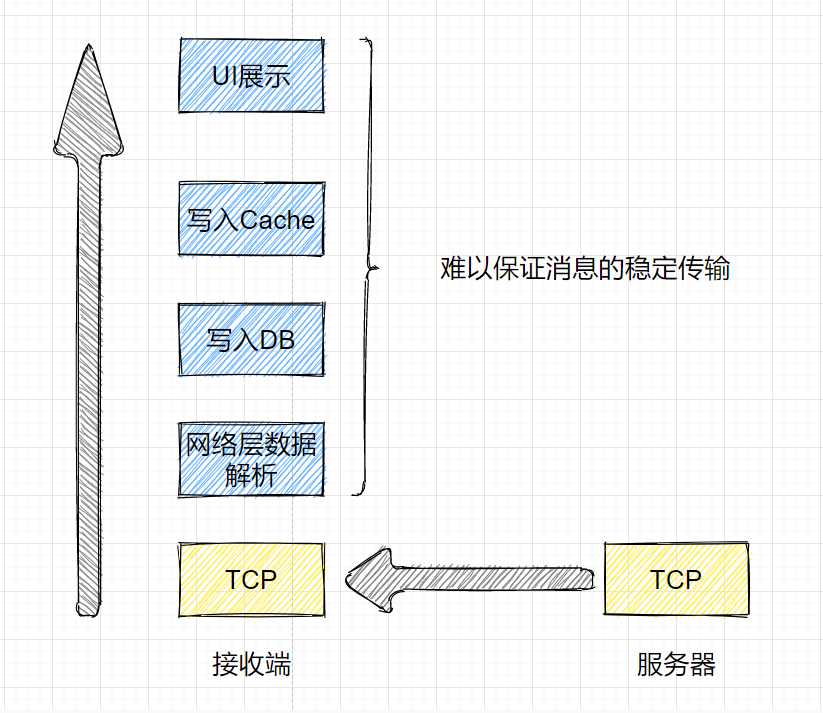 UI展示
写入Cache
难以保证消息的稳定传输
写入DB
网络层数据
解析
TCP
TCP
接收端
服务器